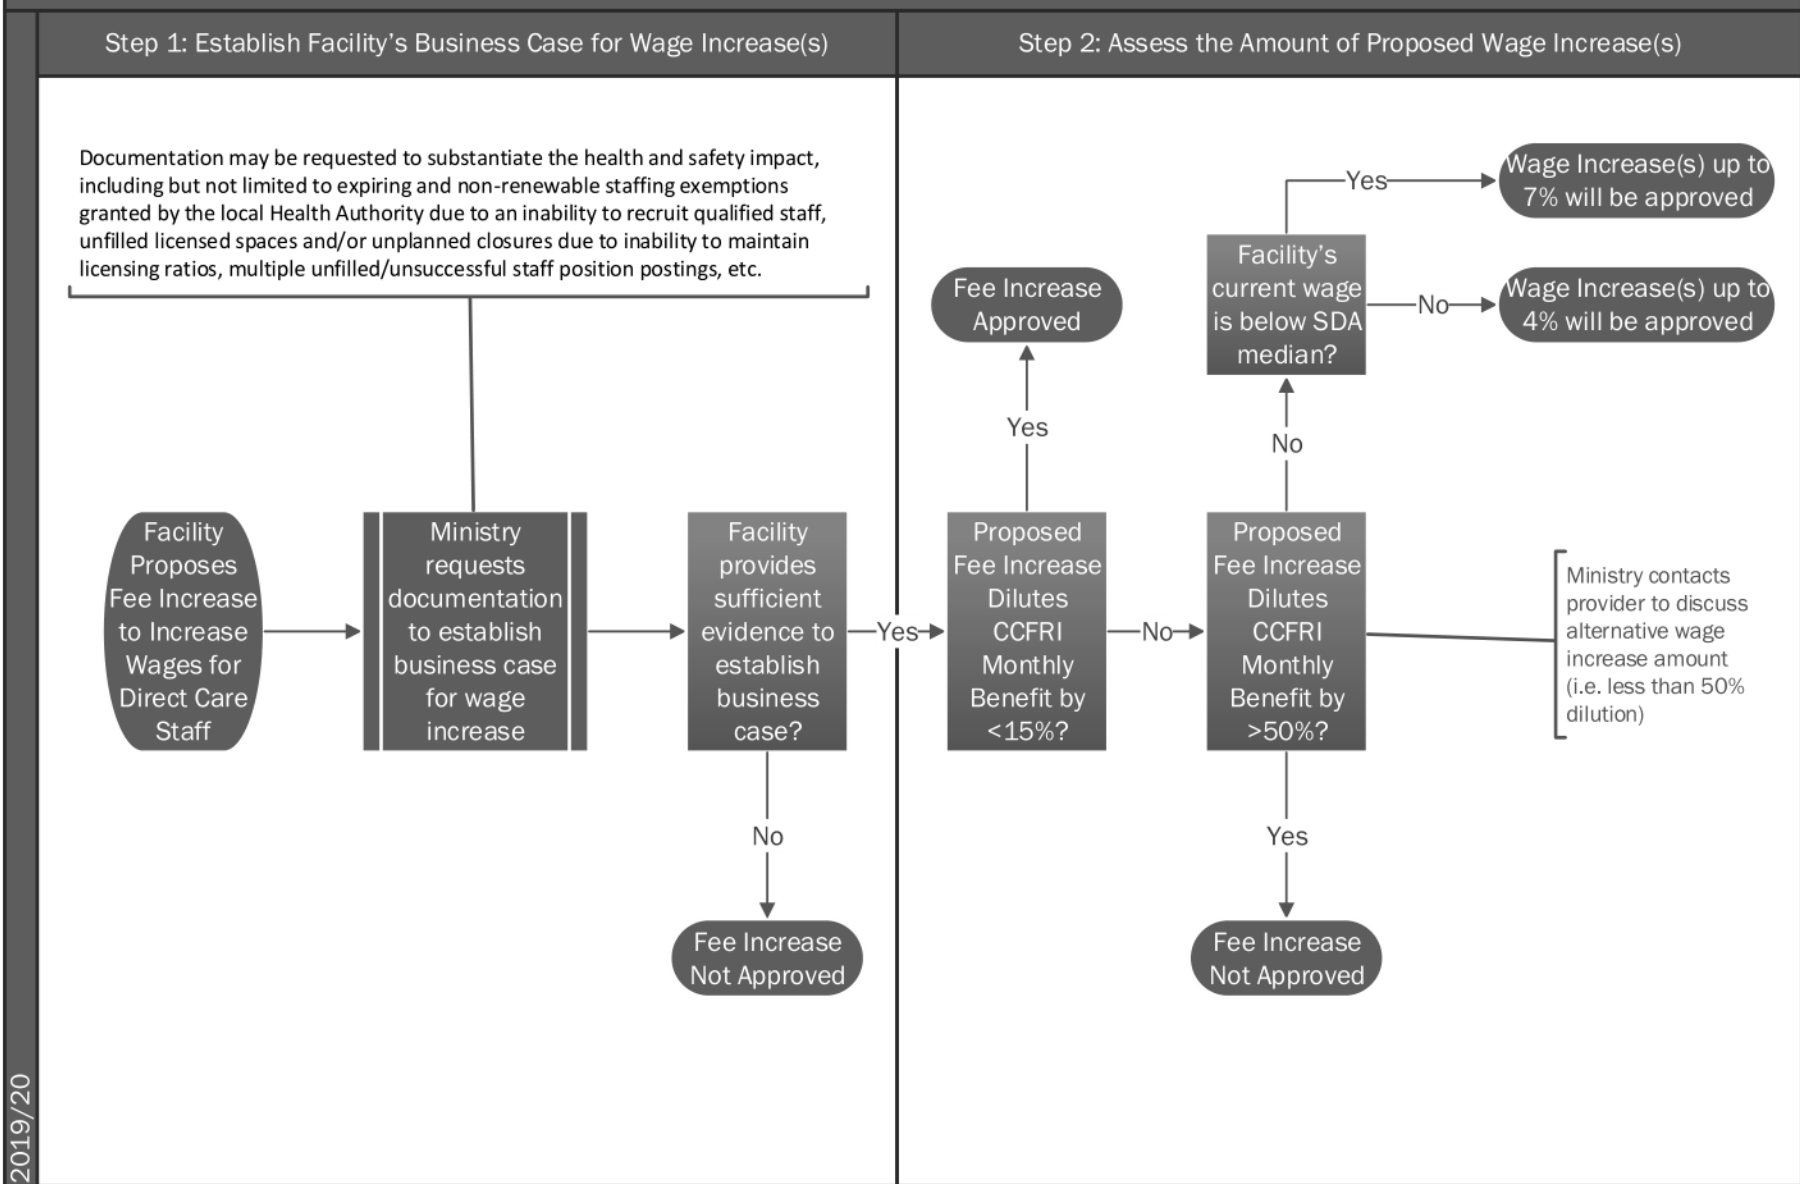 Step 1: Establish Facility's Business Case for Wage Increase(s)
Step 2: Assess the Amount of Proposed Wage Increase(s)
Documentation may be requested to substantiate the health and safety impact,
including but not limited to expiring and non-renewable staffing exemptions
granted by the local Health Authority due to an inability to recruit qualified staff,
unfilled licensed spaces and/or unplanned closures due to inability to maintain
licensing ratios, multiple unfilled/unsuccessful staff position postings, etc.
Facility
Proposes
Fee Increase
to Increase
Wages for
Direct Care
Staff
Ministry
requests
documentation
to establish
business case
for wage
increase
Facility
provides
sufficient
evidence to
establish
business
case?
No
Fee Increase
Not Approved
Yes
Proposed
Fee Increase
Dilutes
CCFRI
Monthly
Benefit by
<15%?
Yes
Fee Increase
Approved
No
Proposed
Fee Increase
Dilutes
CCFRI
Monthly
Benefit by
>50%?
Yes
Fee Increase
Not Approved
No
Facility's
current wage
is below SDA
median?
Yes
Wage Increase(s) up to
7% will be approved
No
Wage Increase(s) up to
4% will be approved
Ministry contacts
provider to discuss
alternative wage
increase amount
(i.e. less than 50%
dilution)
2019/20